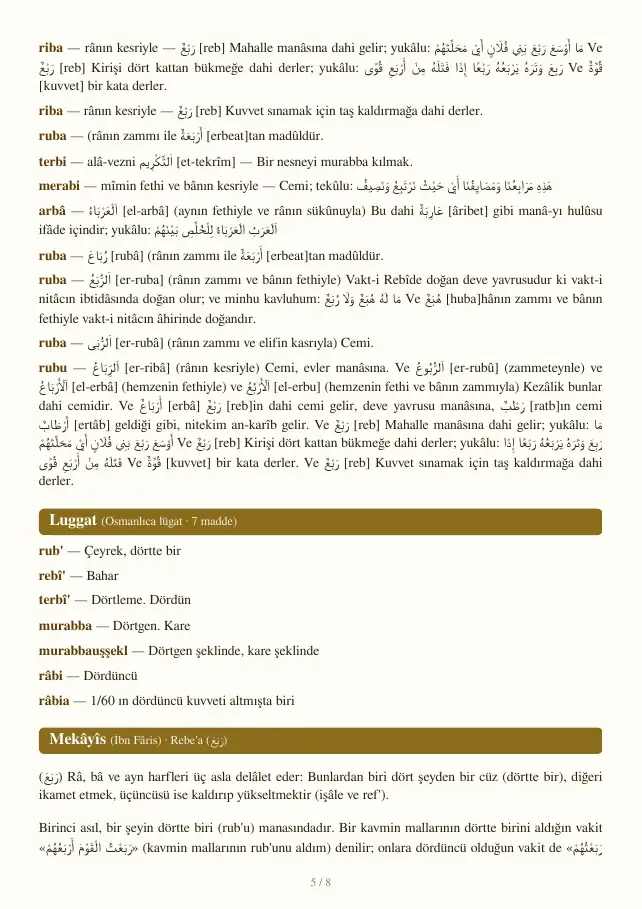 riba — rânın kesriyle — رَبْعٌ [reb] Mahalle manâsına dahi gelir; yukâlu: مَا أَوْسَعَ رَبْعَ بَنِي فُلَانٍ أَيْ مَحَلَّتَهُمْ Ve
رَبْعٌ [reb] Kirişi dört kattan bükmeğe dahi derler; yukâlu: رَبِعَ وَتَرَهُ يَرْبَعُهُ رَبْعًا إِذَا فَتَلَهُ مِنْ أَرْبَعِ قُوًى Ve قُوَّةٌ
[kuvvet] bir kata derler.
riba — rânın kesriyle — رَبْعٌ [reb] Kuvvet sınamak için taş kaldırmağa dahi derler.
ruba — (rânın zammı ile أَرْبَعَةٌ [erbeat]tan madûldür.
terbi — alâ-vezni اَلتَّكْرِيم [et-tekrîm] — Bir nesneyi murabba kılmak.
merabi — mîmin fethi ve bânın kesriyle — Cemi; tekûlu: هَذِهِ مَرَابِعُنَا وَمَصَايِفُنَا أَيْ حَيْثُ نَرْتَبِعُ وَنَصِيفُ
arbâ — اَلْعَرْبَاءُ [el-arbâ] (aynın fethiyle ve rânın sükûnuyla) Bu dahi عَارِبَةٌ [âribet] gibi manâ-yı hulûsu
ifâde içindir; yukâlu: اَلْعَرَبُ الْعَرْبَاءُ لِلْخُلَّصِ بَيْنَهُمْ
ruba — رُبَاعَ [rubâ] (rânın zammı ile أَرْبَعَةٌ [erbeat]tan madûldür.
ruba — اَلرُّبَعُ [er-ruba] (rânın zammı ve bânın fethiyle) Vakt-i Rebîde doğan deve yavrusudur ki vakt-i
nitâcın ibtidâsında doğan olur; ve minhu kavluhum: مَا لَهُ هُبَعٌ وَلَا رُبَعٌ Ve هُبَعٌ [huba]hânın zammı ve bânın
fethiyle vakt-i nitâcın âhirinde doğandır.
ruba — اَلرُّبَى [er-rubâ] (rânın zammı ve elifin kasrıyla) Cemi.
rubu — اَلرِّبَاعُ [er-ribâ] (rânın kesriyle) Cemi, evler manâsına. Ve اَلرُّبُوعُ [er-rubû] (zammeteynle) ve
اَلْأَرْبَاعُ [el-erbâ] (hemzenin fethiyle) ve اَلْأَرْبُعُ [el-erbu] (hemzenin fethi ve bânın zammıyla) Kezâlik bunlar
dahi cemidir. Ve أَرْبَاعٌ [erbâ] رَبْعٌ [reb]in dahi cemi gelir, deve yavrusu manâsına, رَطْبٌ [ratb]ın cemi
أَرْطَابٌ [ertâb] geldiği gibi, nitekim an-karîb gelir. Ve رَبْعٌ [reb] Mahalle manâsına dahi gelir; yukâlu: مَا
أَوْسَعَ رَبْعَ بَنِي فُلَانٍ أَيْ مَحَلَّتَهُمْ Ve رَبْعٌ [reb] Kirişi dört kattan bükmeğe dahi derler; yukâlu: رَبِعَ وَتَرَهُ يَرْبَعُهُ رَبْعًا إِذَا
فَتَلَهُ مِنْ أَرْبَعِ قُوًى Ve قُوَّةٌ [kuvvet] bir kata derler. Ve رَبْعٌ [reb] Kuvvet sınamak için taş kaldırmağa dahi
derler.
Luggat (Osmanlıca lügat · 7 madde)
rub' — Çeyrek, dörtte bir
rebî' — Bahar
terbî' — Dörtleme. Dördün
murabba — Dörtgen. Kare
murabbauşşekl — Dörtgen şeklinde, kare şeklinde
râbi — Dördüncü
râbia — 1/60 ın dördüncü kuvveti altmışta biri
Mekâyîs (İbn Fâris) · Rebe'a (رَبَعَ)
(رَبَعَ) Râ, bâ ve ayn harfleri üç asla delâlet eder: Bunlardan biri dört şeyden bir cüz (dörtte bir), diğeri
ikamet etmek, üçüncüsü ise kaldırıp yükseltmektir (işâle ve ref').
Birinci asıl, bir şeyin dörtte biri (rub'u) manasındadır. Bir kavmin mallarının dörtte birini aldığın vakit
«رَبَعْتُ الْقَوْمَ أَرْبَعُهُمْ» (kavmin mallarının rub'unu aldım) denilir; onlara dördüncü olduğun vakit de «رَبَعْتُهُمْ
5 / 8